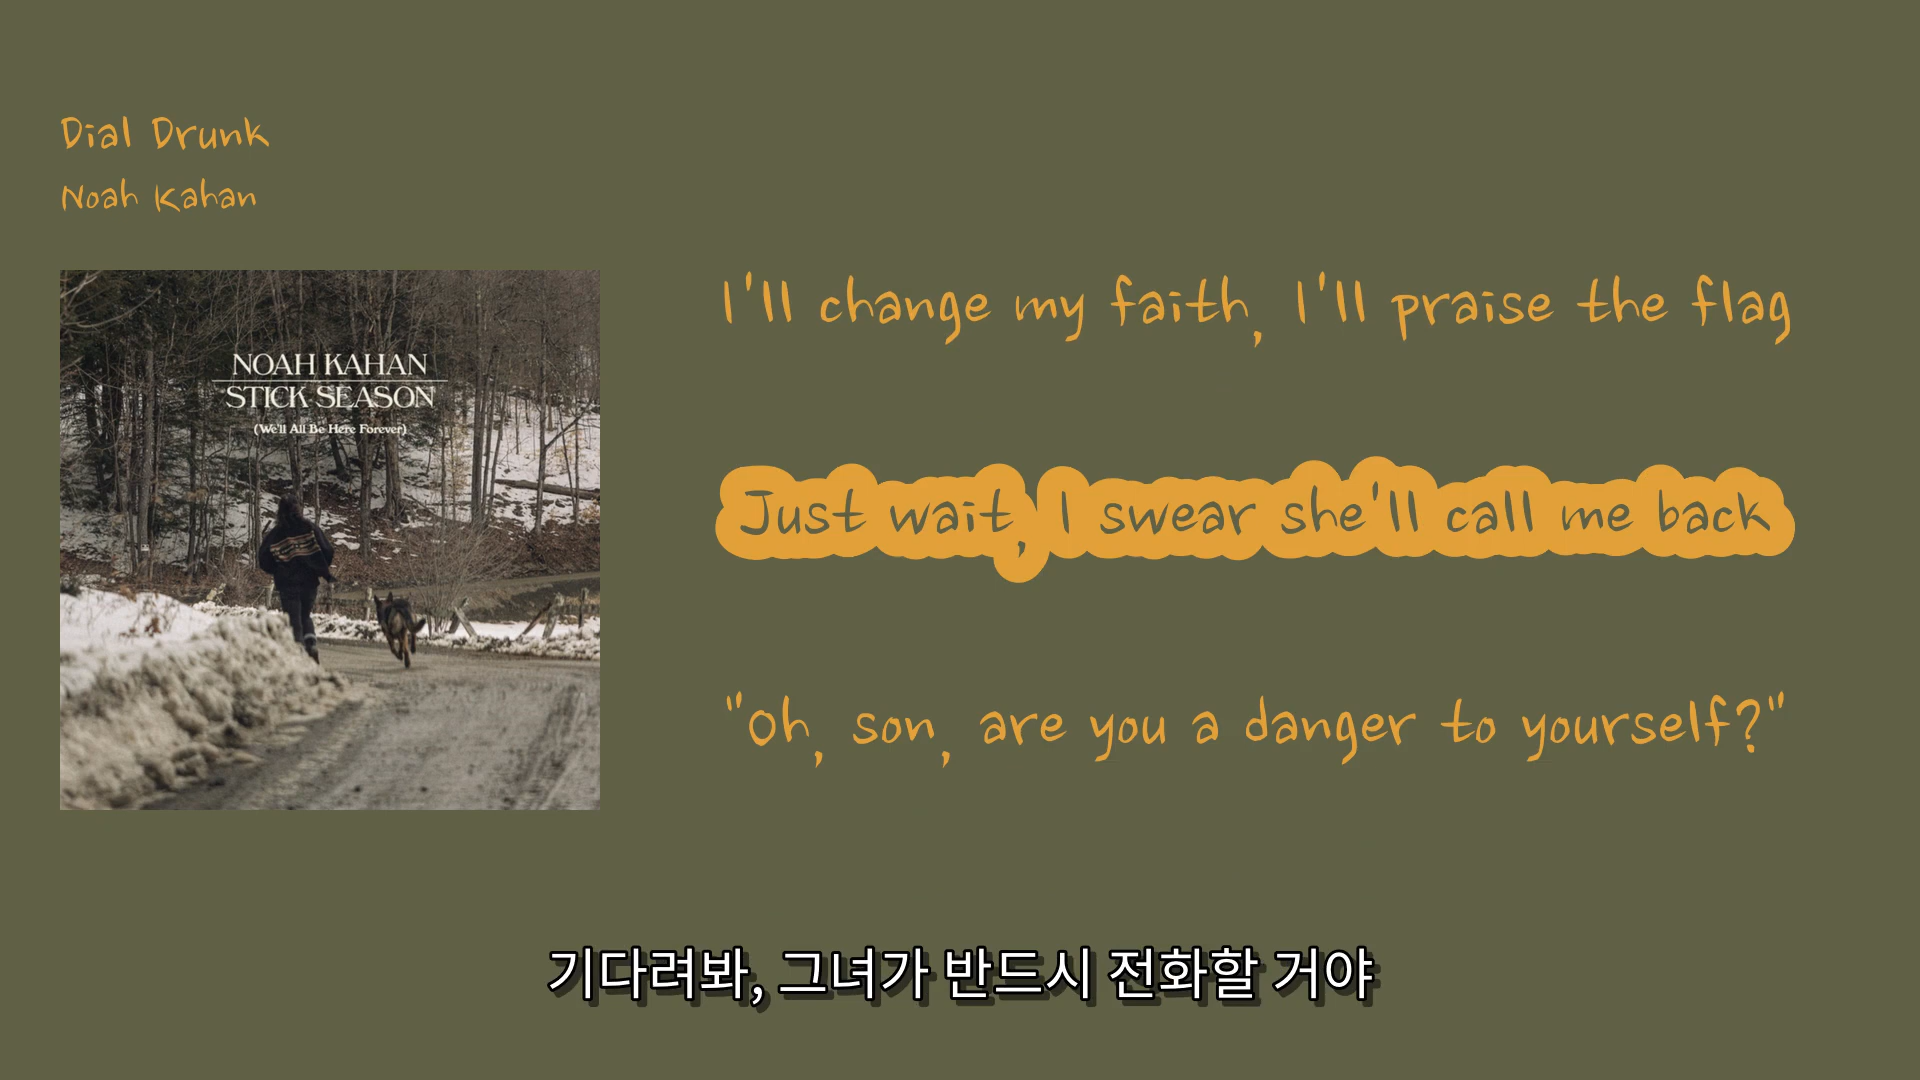 Dial Drunk
Noah Kahan
NOAH KAHAN
STICK SEASON
(We'll All Be Here Forever)
I'll change my faith, I'll praise the flag
Just wait, I swear she'll call me back
"Oh, son, are you a danger to yourself?"
기다려봐, 그녀가 반드시 전화할 거야